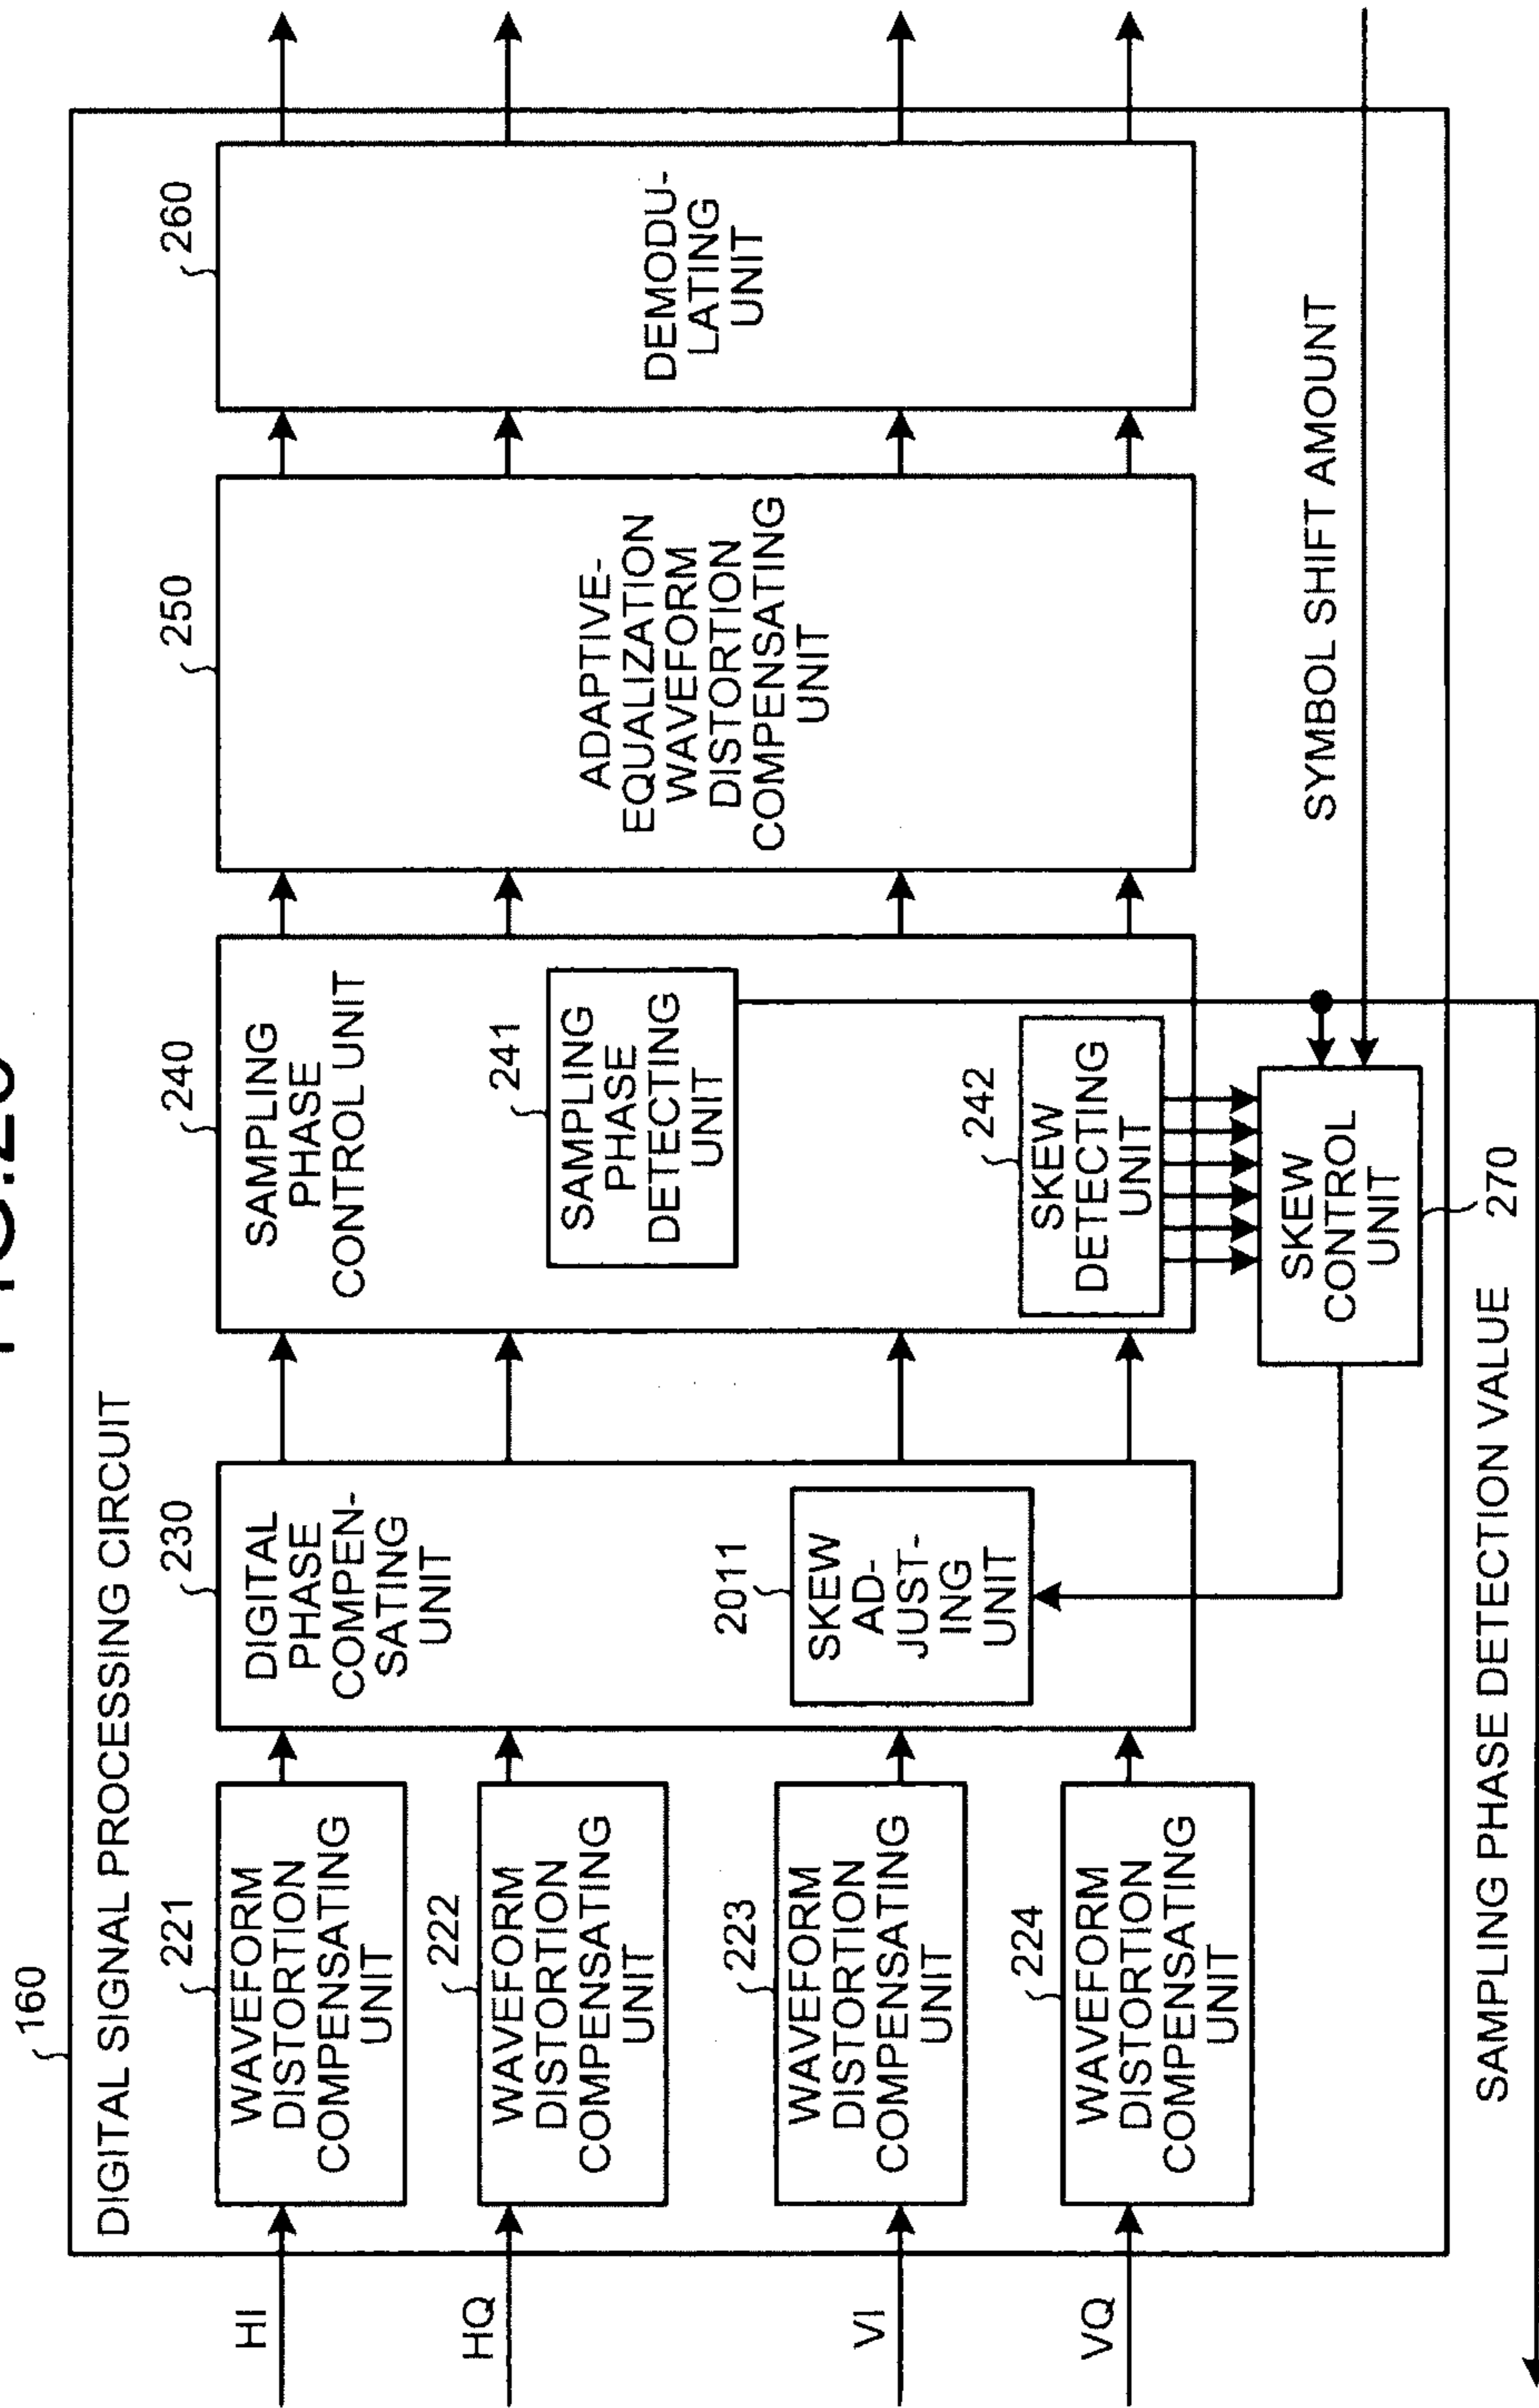 160
DIGITAL SIGNAL PROCESSING CIRCUIT
HI
HQ
VI
VQ
221
WAVEFORM
DISTORTION
COMPENSATING
UNIT
222
WAVEFORM
DISTORTION
COMPENSATING
UNIT
223
WAVEFORM
DISTORTION
COMPENSATING
UNIT
224
WAVEFORM
DISTORTION
COMPENSATING
UNIT
230
DIGITAL
PHASE
COMPEN-
SATING
UNIT
2011
SKEW
AD-
JUST-
ING
UNIT
240
SAMPLING
PHASE
CONTROL UNIT
241
SAMPLING
PHASE
DETECTING
UNIT
242
SKEW
DETECTING
UNIT
SKEW
CONTROL
UNIT
270
250
ADAPTIVE-
EQUALIZATION
WAVEFORM
DISTORTION
COMPENSATING
UNIT
260
DEMODU-
LATING
UNIT
SYMBOL SHIFT AMOUNT
SAMPLING PHASE DETECTION VALUE